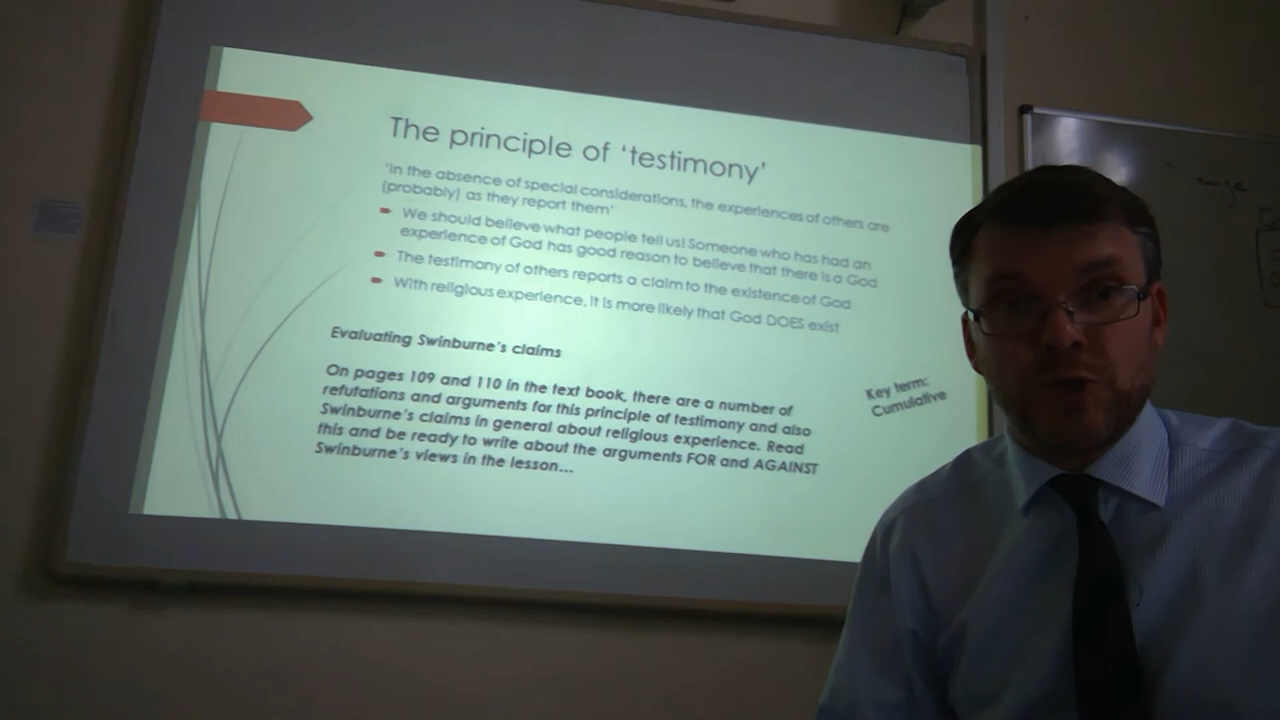 The principle of ‘testimony’
‘In the absence of special considerations, the experiences of others are
(probably) as they report them’
We should believe what people tell us! Someone who has had an
experience of God has good reason to believe that there is a God
The testimony of others reports a claim to the existence of God
With religious experience, it is more likely that God DOES exist
Evaluating Swinburne’s claims
On pages 109 and 110 in the text book, there are a number of
refutations and arguments for this principle of testimony and also
Swinburne’s claims in general about religious experience. Read
this and be ready to write about the arguments FOR and AGAINST
Swinburne’s views in the lesson...
Key term:
Cumulative